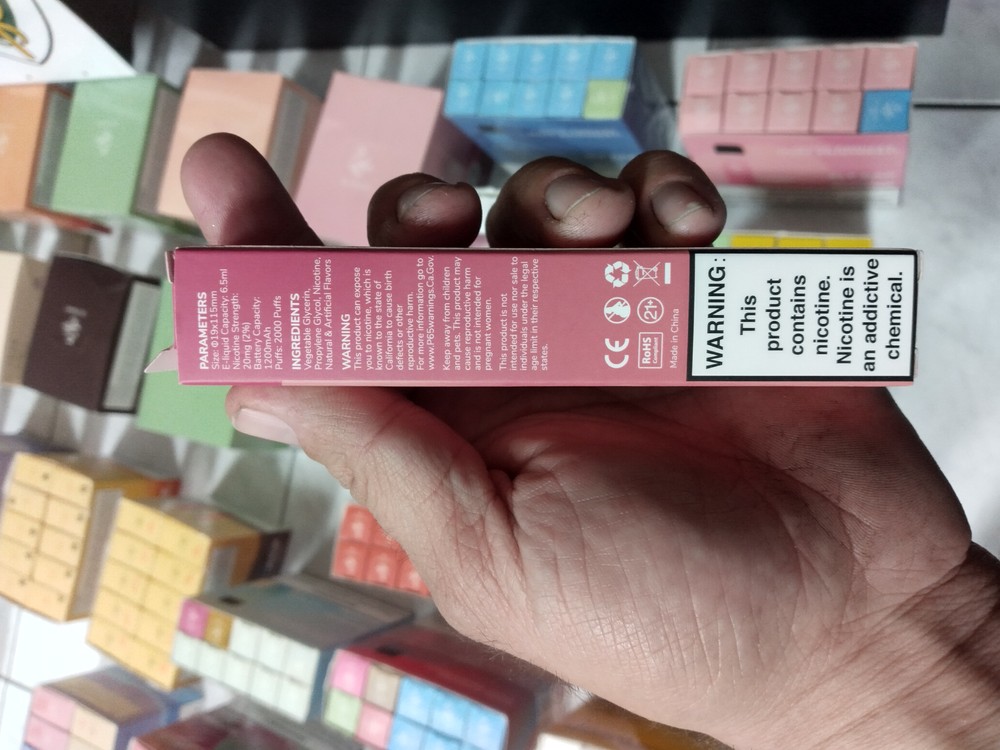 PARAMETERS
Size: Φ19x115mm
E-liquid Capacity: 6.5ml
Nicotine Strength:
20mg (2%)
Battery Capacity:
1200mAh
Puffs: 2000 Puffs
INGREDIENTS
Vegetable Glycerin,
Propylene Glycol, Nicotine,
Natural & Artificial Flavors
WARNING
This product can expose
you to nicotine, which is
known to the state of
California to cause birth
defects or other
reproductive harm.
For more information go to
www.P65warnings.Ca.Gov.
Keep away from children
and pets. This product may
cause reproductive harm
and is not intended for
pregnant women.
This product is not
intended for use nor sale to
individuals under the legal
age limit in their respective
states.
CE
RoHS
Compliant
21+
Made in China
WARNING:
This
product
contains
nicotine.
Nicotine is
an addictive
chemical.